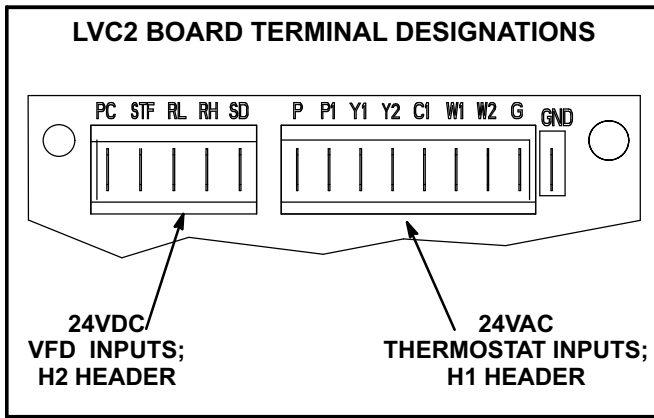 LVC2 BOARD TERMINAL DESIGNATIONS
PC STF RL RH SD P P1 Y1 Y2 C1 W1 W2 G GND
24VDC
VFD INPUTS;
H2 HEADER
24VAC
THERMOSTAT INPUTS;
H1 HEADER